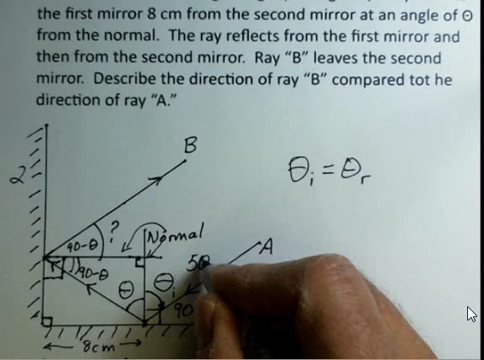 the first mirror 8 cm from the second mirror at an angle of Θ
from the normal. The ray reflects from the first mirror and
then from the second mirror. Ray “B” leaves the second
mirror. Describe the direction of ray “B” compared tot he
direction of ray “A.”
B
2
θi = θr
?
Normal
90-θ
A
50
90-θ
θ
θi
90
8cm